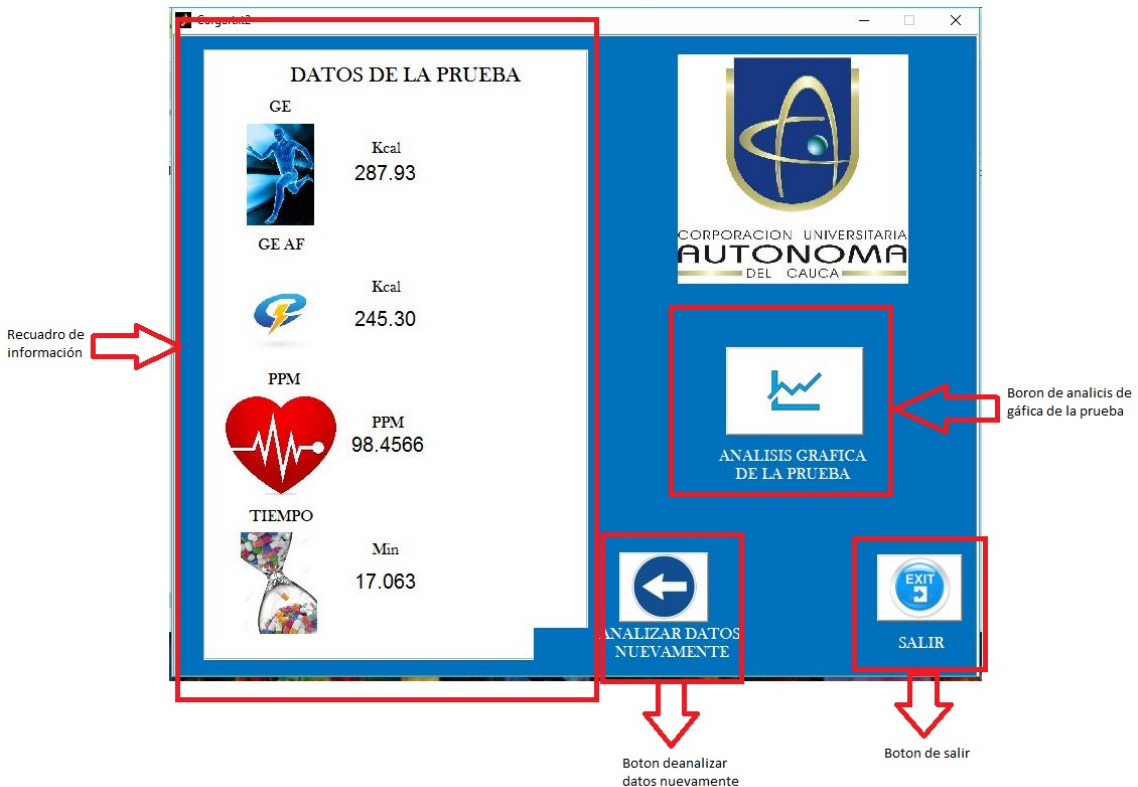 Cargartxt2
DATOS DE LA PRUEBA
GE
Kcal
287.93
GE AF
Kcal
245.30
PPM
PPM
98.4566
TIEMPO
Min
17.063
CORPORACION UNIVERSITARIA
AUTONOMA
DEL CAUCA
ANALISIS GRAFICA
DE LA PRUEBA
ANALIZAR DATOS
NUEVAMENTE
EXIT
SALIR
Recuadro de
información
Boron de analicis de
gáfica de la prueba
Boton deanalizar
datos nuevamente
Boton de salir